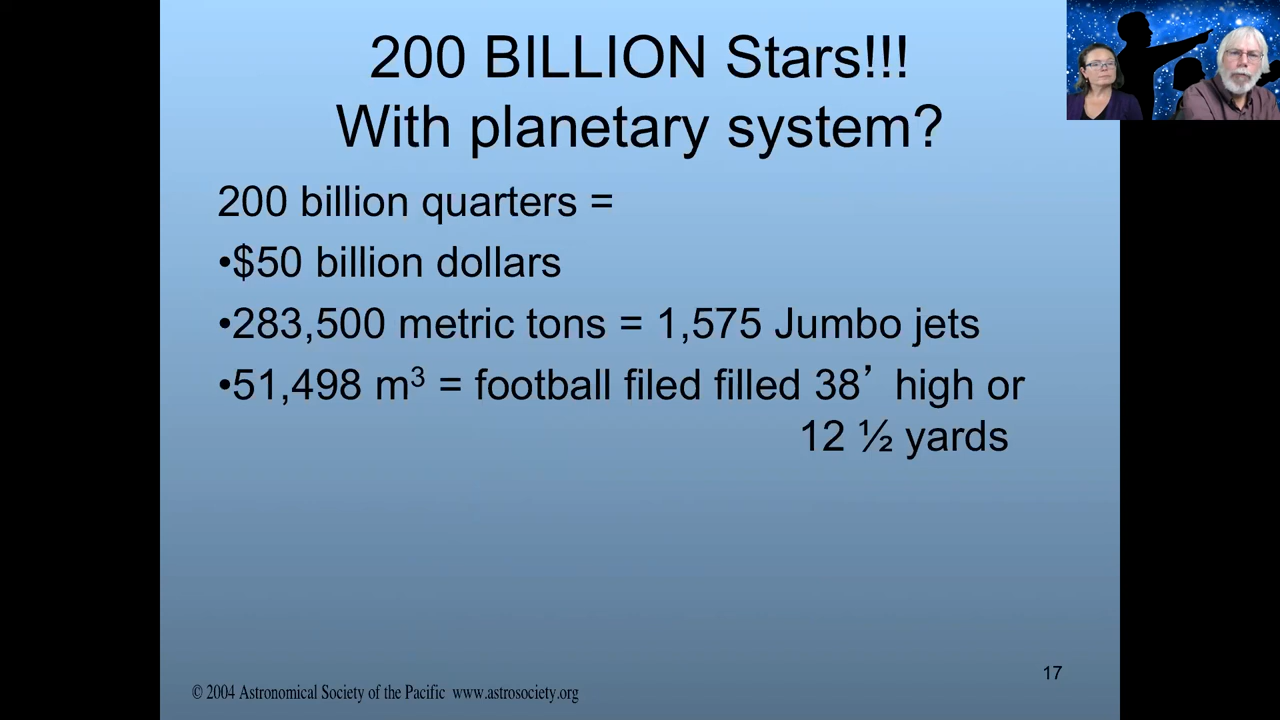 200 BILLION Stars!!!
With planetary system?
200 billion quarters =
•$50 billion dollars
•283,500 metric tons = 1,575 Jumbo jets
•51,498 m³ = football filed filled 38’ high or
12 ½ yards
17
© 2004 Astronomical Society of the Pacific www.astrosociety.org